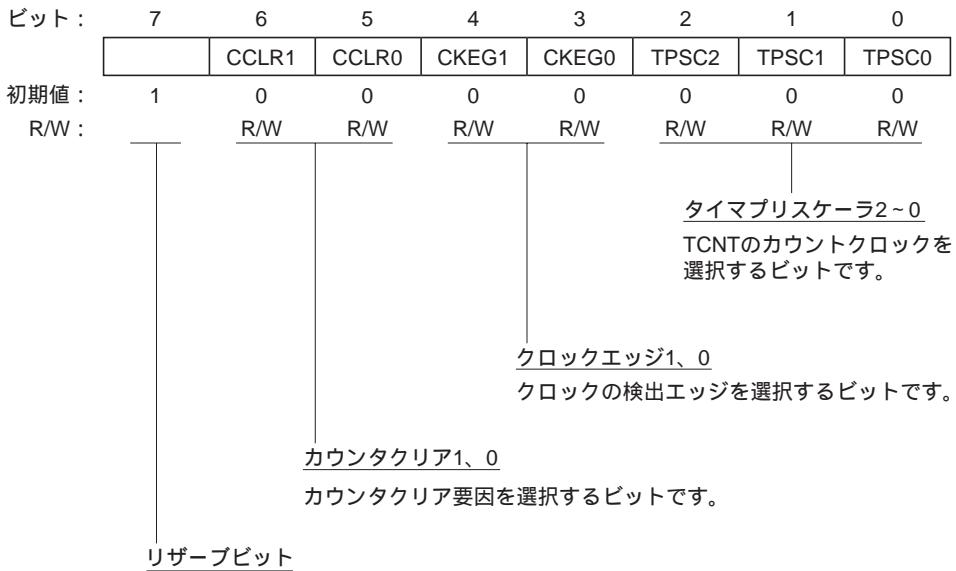 ビット： 7 6 5 4 3 2 1 0
CCLR1 CCLR0 CKEG1 CKEG0 TPSC2 TPSC1 TPSC0
初期値： 1 0 0 0 0 0 0 0
R/W： R/W R/W R/W R/W R/W R/W R/W
タイマプリスケーラ2～0
TCNTのカウントクロックを
選択するビットです。
クロックエッジ1、0
クロックの検出エッジを選択するビットです。
カウンタクリア1、0
カウンタクリア要因を選択するビットです。
リザーブビット